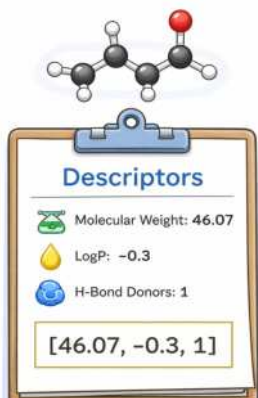 Descriptors
Molecular Weight: 46.07
LogP: −0.3
H-Bond Donors: 1
[46.07, −0.3, 1]